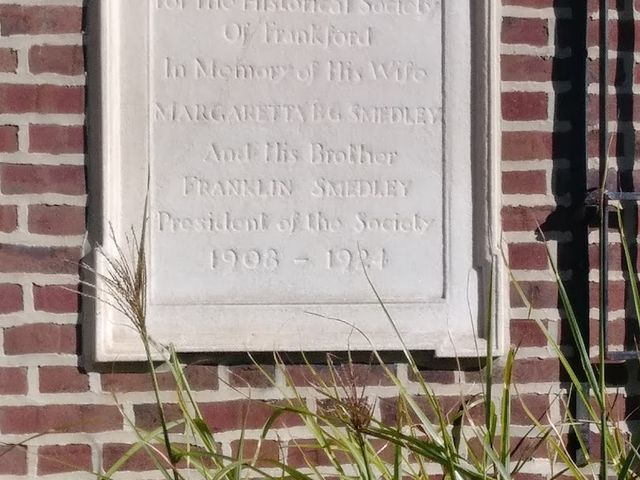 for The Historical Society
Of Frankford
In Memory of His Wife
MARGARETTA B G SMEDLEY
And His Brother
FRANKLIN SMEDLEY
President of the Society
1908 - 1924